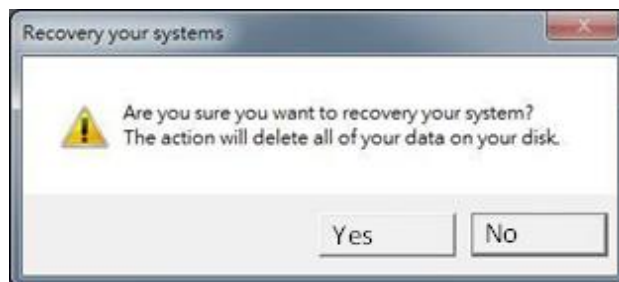 Recovery your systems
Are you sure you want to recovery your system?
The action will delete all of your data on your disk.
Yes No